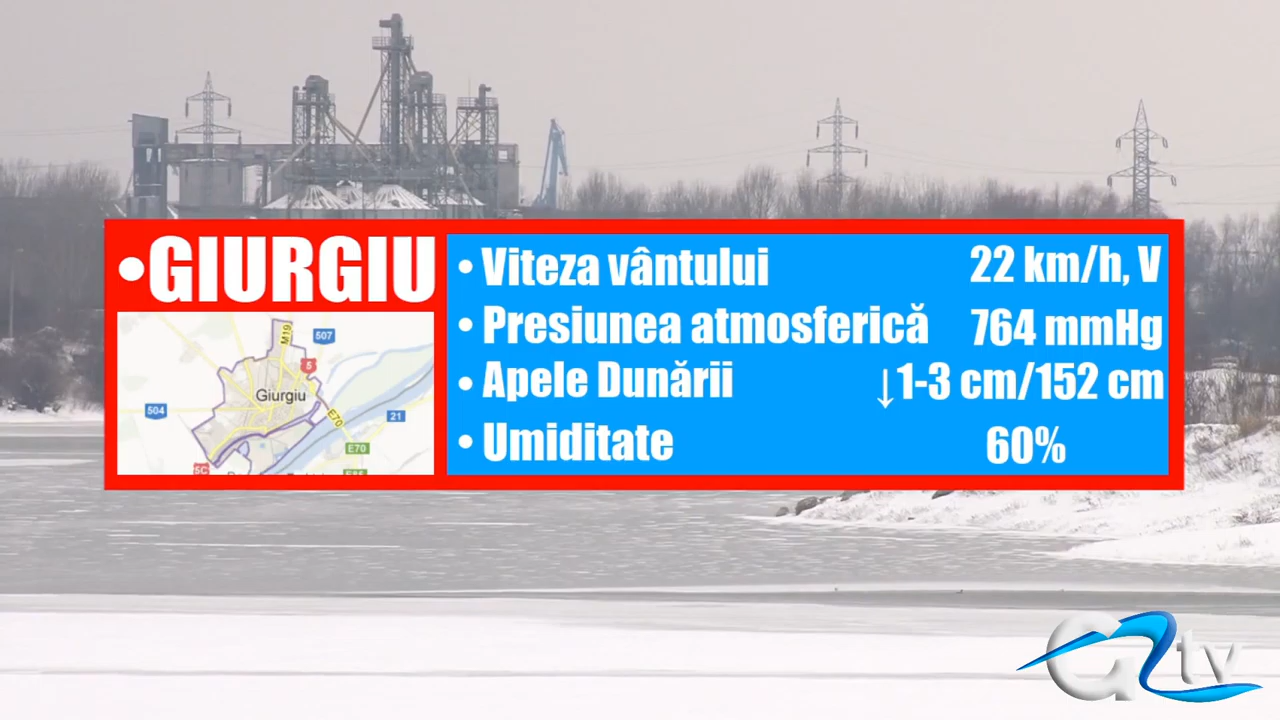 •GIURGIU
• Viteza vântului 22 km/h, V
• Presiunea atmosferică 764 mmHg
• Apele Dunării ↓1-3 cm/152 cm
• Umiditate 60%
M19
507
5
Giurgiu
504
E70
21
E70
5C
tv